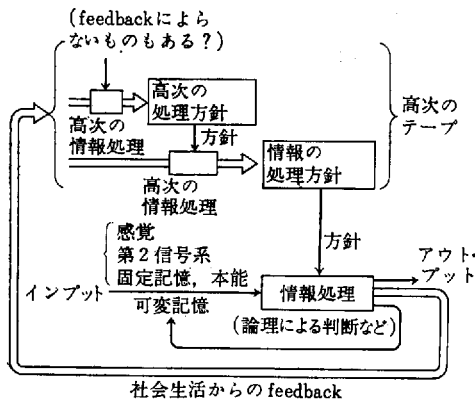 (feedbackによら
ないものもある?)
高次の
処理方針
高次の
情報処理
方針
高次の
テープ
情報の
処理方針
高次の
情報処理
方針
感覚
第2信号系
固定記憶,本能
インプット
可変記憶
情報処理
アウト・
プット
(論理による判断など)
社会生活からのfeedback